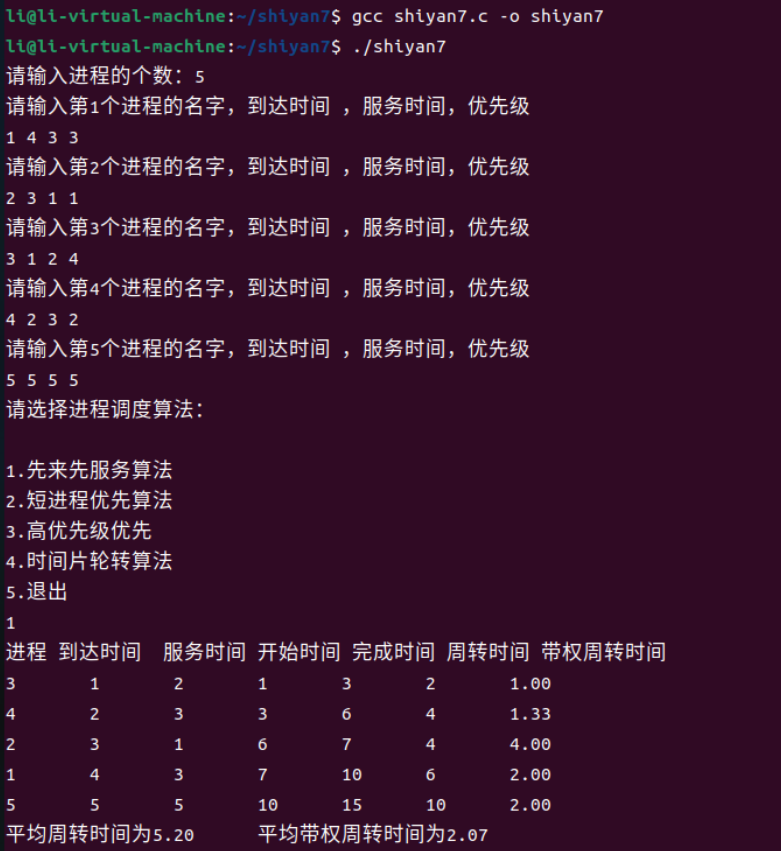 li@li-virtual-machine:~/shiyan7$ gcc shiyan7.c -o shiyan7
li@li-virtual-machine:~/shiyan7$ ./shiyan7
请输入进程的个数：5
请输入第1个进程的名字，到达时间 ，服务时间，优先级
1 4 3 3
请输入第2个进程的名字，到达时间 ，服务时间，优先级
2 3 1 1
请输入第3个进程的名字，到达时间 ，服务时间，优先级
3 1 2 4
请输入第4个进程的名字，到达时间 ，服务时间，优先级
4 2 3 2
请输入第5个进程的名字，到达时间 ，服务时间，优先级
5 5 5 5
请选择进程调度算法：
1.先来先服务算法
2.短进程优先算法
3.高优先级优先
4.时间片轮转算法
5.退出
1
进程 到达时间  服务时间 开始时间 完成时间 周转时间 带权周转时间
3 1 2 1 3 2 1.00
4 2 3 3 6 4 1.33
2 3 1 6 7 4 4.00
1 4 3 7 10 6 2.00
5 5 5 10 15 10 2.00
平均周转时间为5.20 平均带权周转时间为2.07